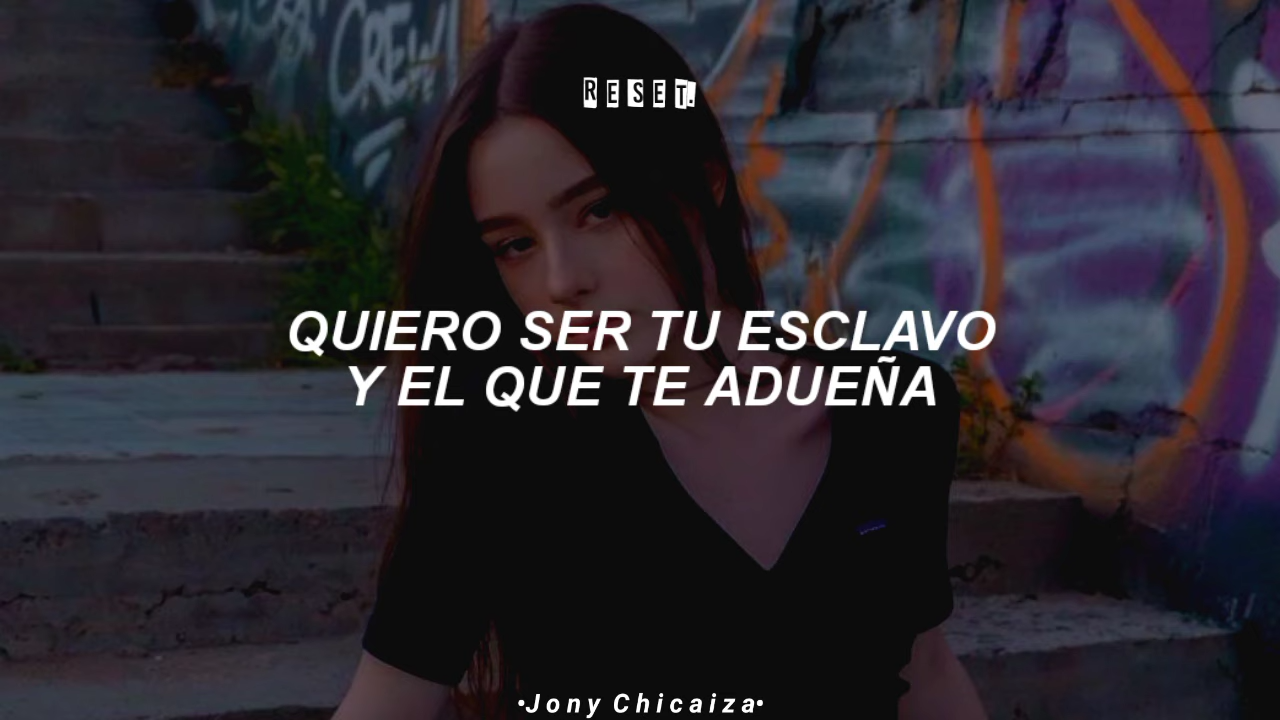 CREW
RESET.
QUIERO SER TU ESCLAVO
Y EL QUE TE ADUEÑA
•Jony Chicaiza•